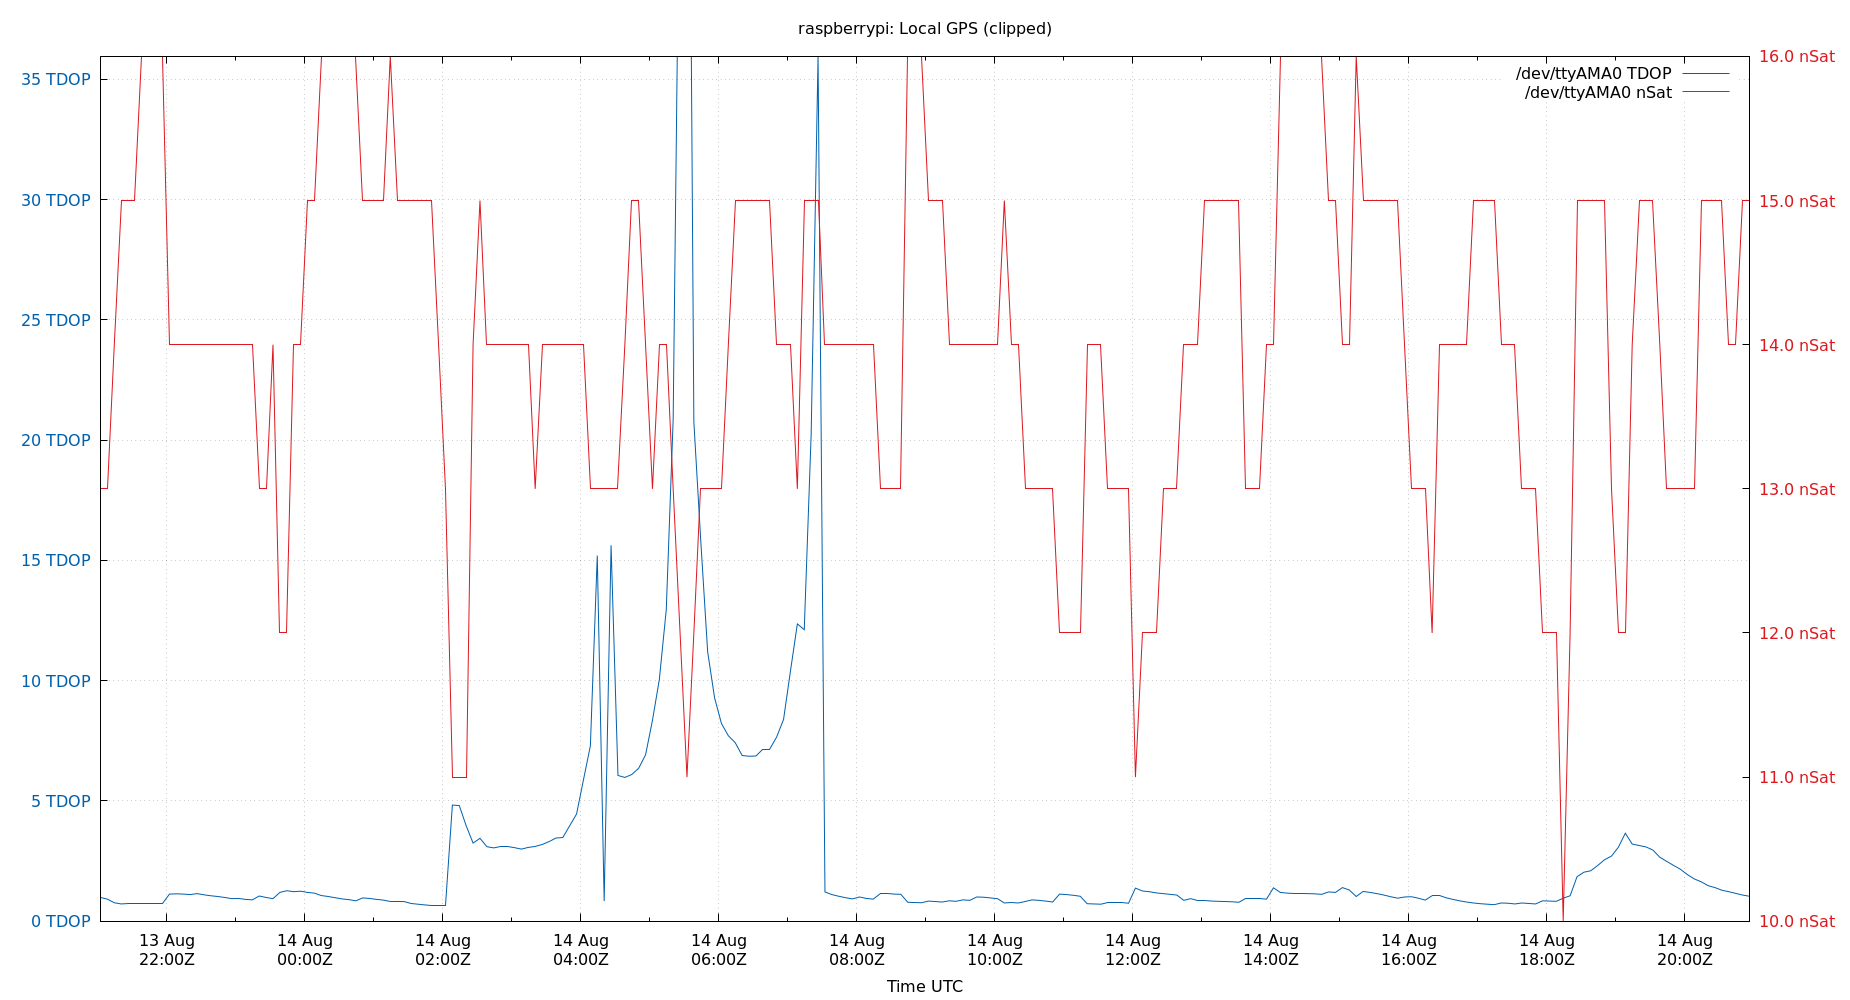 raspberrypi: Local GPS (clipped)
/dev/ttyAMA0 TDOP
/dev/ttyAMA0 nSat
35 TDOP
30 TDOP
25 TDOP
20 TDOP
15 TDOP
10 TDOP
5 TDOP
0 TDOP
16.0 nSat
15.0 nSat
14.0 nSat
13.0 nSat
12.0 nSat
11.0 nSat
10.0 nSat
13 Aug 14 Aug 14 Aug 14 Aug 14 Aug 14 Aug 14 Aug 14 Aug 14 Aug 14 Aug 14 Aug 14 Aug
22:00Z 00:00Z 02:00Z 04:00Z 06:00Z 08:00Z 10:00Z 12:00Z 14:00Z 16:00Z 18:00Z 20:00Z
Time UTC